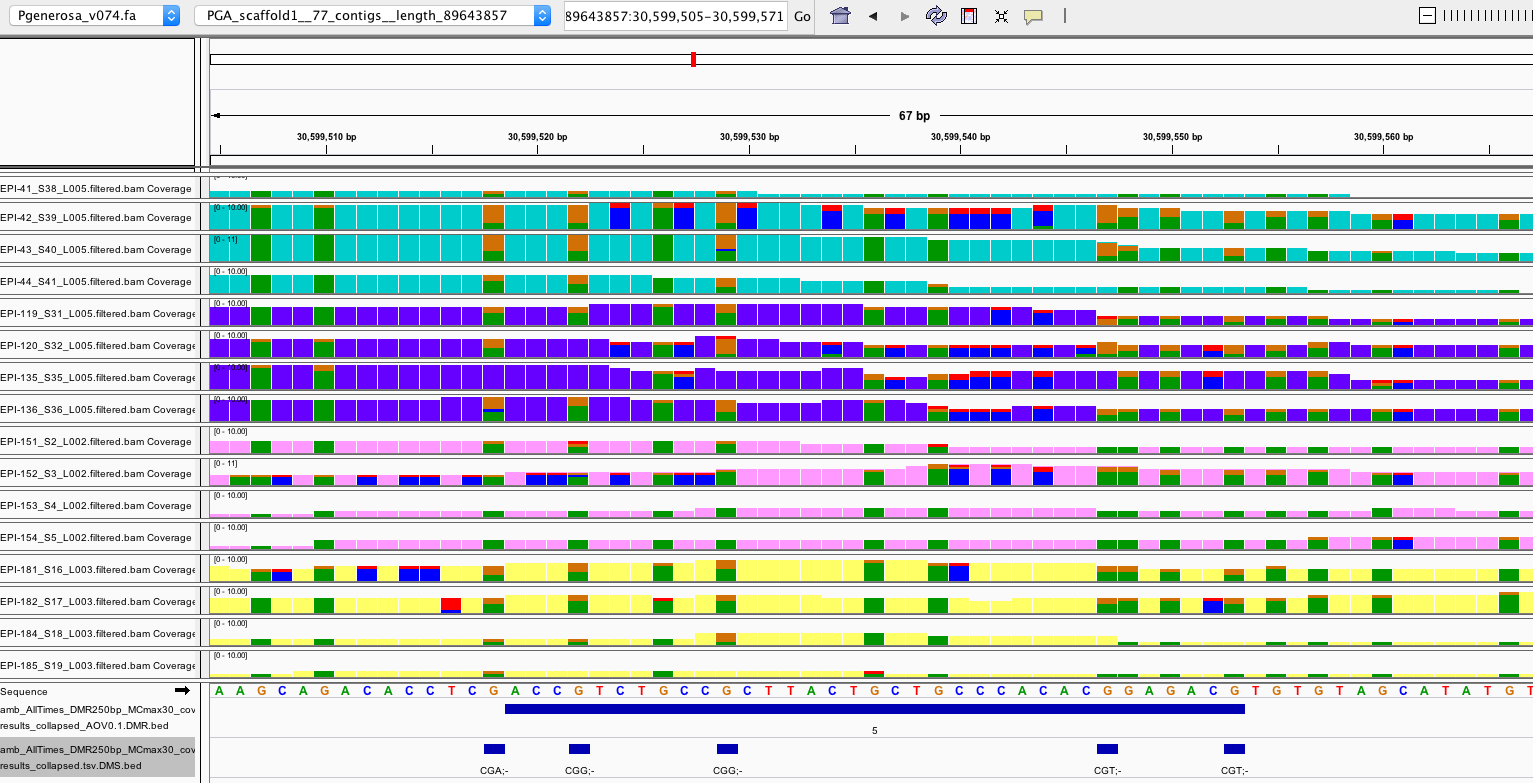 Pgenerosa_v074.fa PGA_scaffold1__77_contigs__length_89643857 89643857:30,599,505-30,599,571 Go
67 bp
30,599,510 bp 30,599,520 bp 30,599,530 bp 30,599,540 bp 30,599,550 bp 30,599,560 bp
EPI-41_S38_L005.filtered.bam Coverage
EPI-42_S39_L005.filtered.bam Coverage [0 - 10.00]
EPI-43_S40_L005.filtered.bam Coverage [0 - 11]
EPI-44_S41_L005.filtered.bam Coverage [0 - 10.00]
EPI-119_S31_L005.filtered.bam Coverage [0 - 10.00]
EPI-120_S32_L005.filtered.bam Coverage [0 - 10.00]
EPI-135_S35_L005.filtered.bam Coverage [0 - 10.00]
EPI-136_S36_L005.filtered.bam Coverage [0 - 10.00]
EPI-151_S2_L002.filtered.bam Coverage [0 - 10.00]
EPI-152_S3_L002.filtered.bam Coverage [0 - 11]
EPI-153_S4_L002.filtered.bam Coverage [0 - 10.00]
EPI-154_S5_L002.filtered.bam Coverage [0 - 10.00]
EPI-181_S16_L003.filtered.bam Coverage [0 - 10.00]
EPI-182_S17_L003.filtered.bam Coverage [0 - 10.00]
EPI-184_S18_L003.filtered.bam Coverage [0 - 10.00]
EPI-185_S19_L003.filtered.bam Coverage [0 - 10.00]
Sequence A A G C A G A C A C C T C G A C C G T C T G C C G C T T A C T G C T G C C C A C A C G G A G A C G T G T G T A G C A T A T G T
amb_AllTimes_DMR250bp_MCmax30_cov
results_collapsed_AOV0.1.DMR.bed 5
amb_AllTimes_DMR250bp_MCmax30_cov
results_collapsed.tsv.DMS.bed CGA;- CGG;- CGG;- CGT;- CGT;-